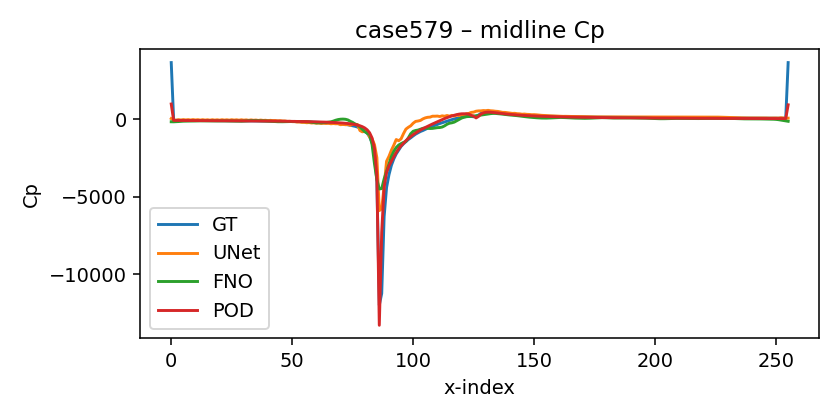 case579 – midline Cp
0
−5000
−10000
Cp
GT
UNet
FNO
POD
0
50
100
150
200
250
x-index